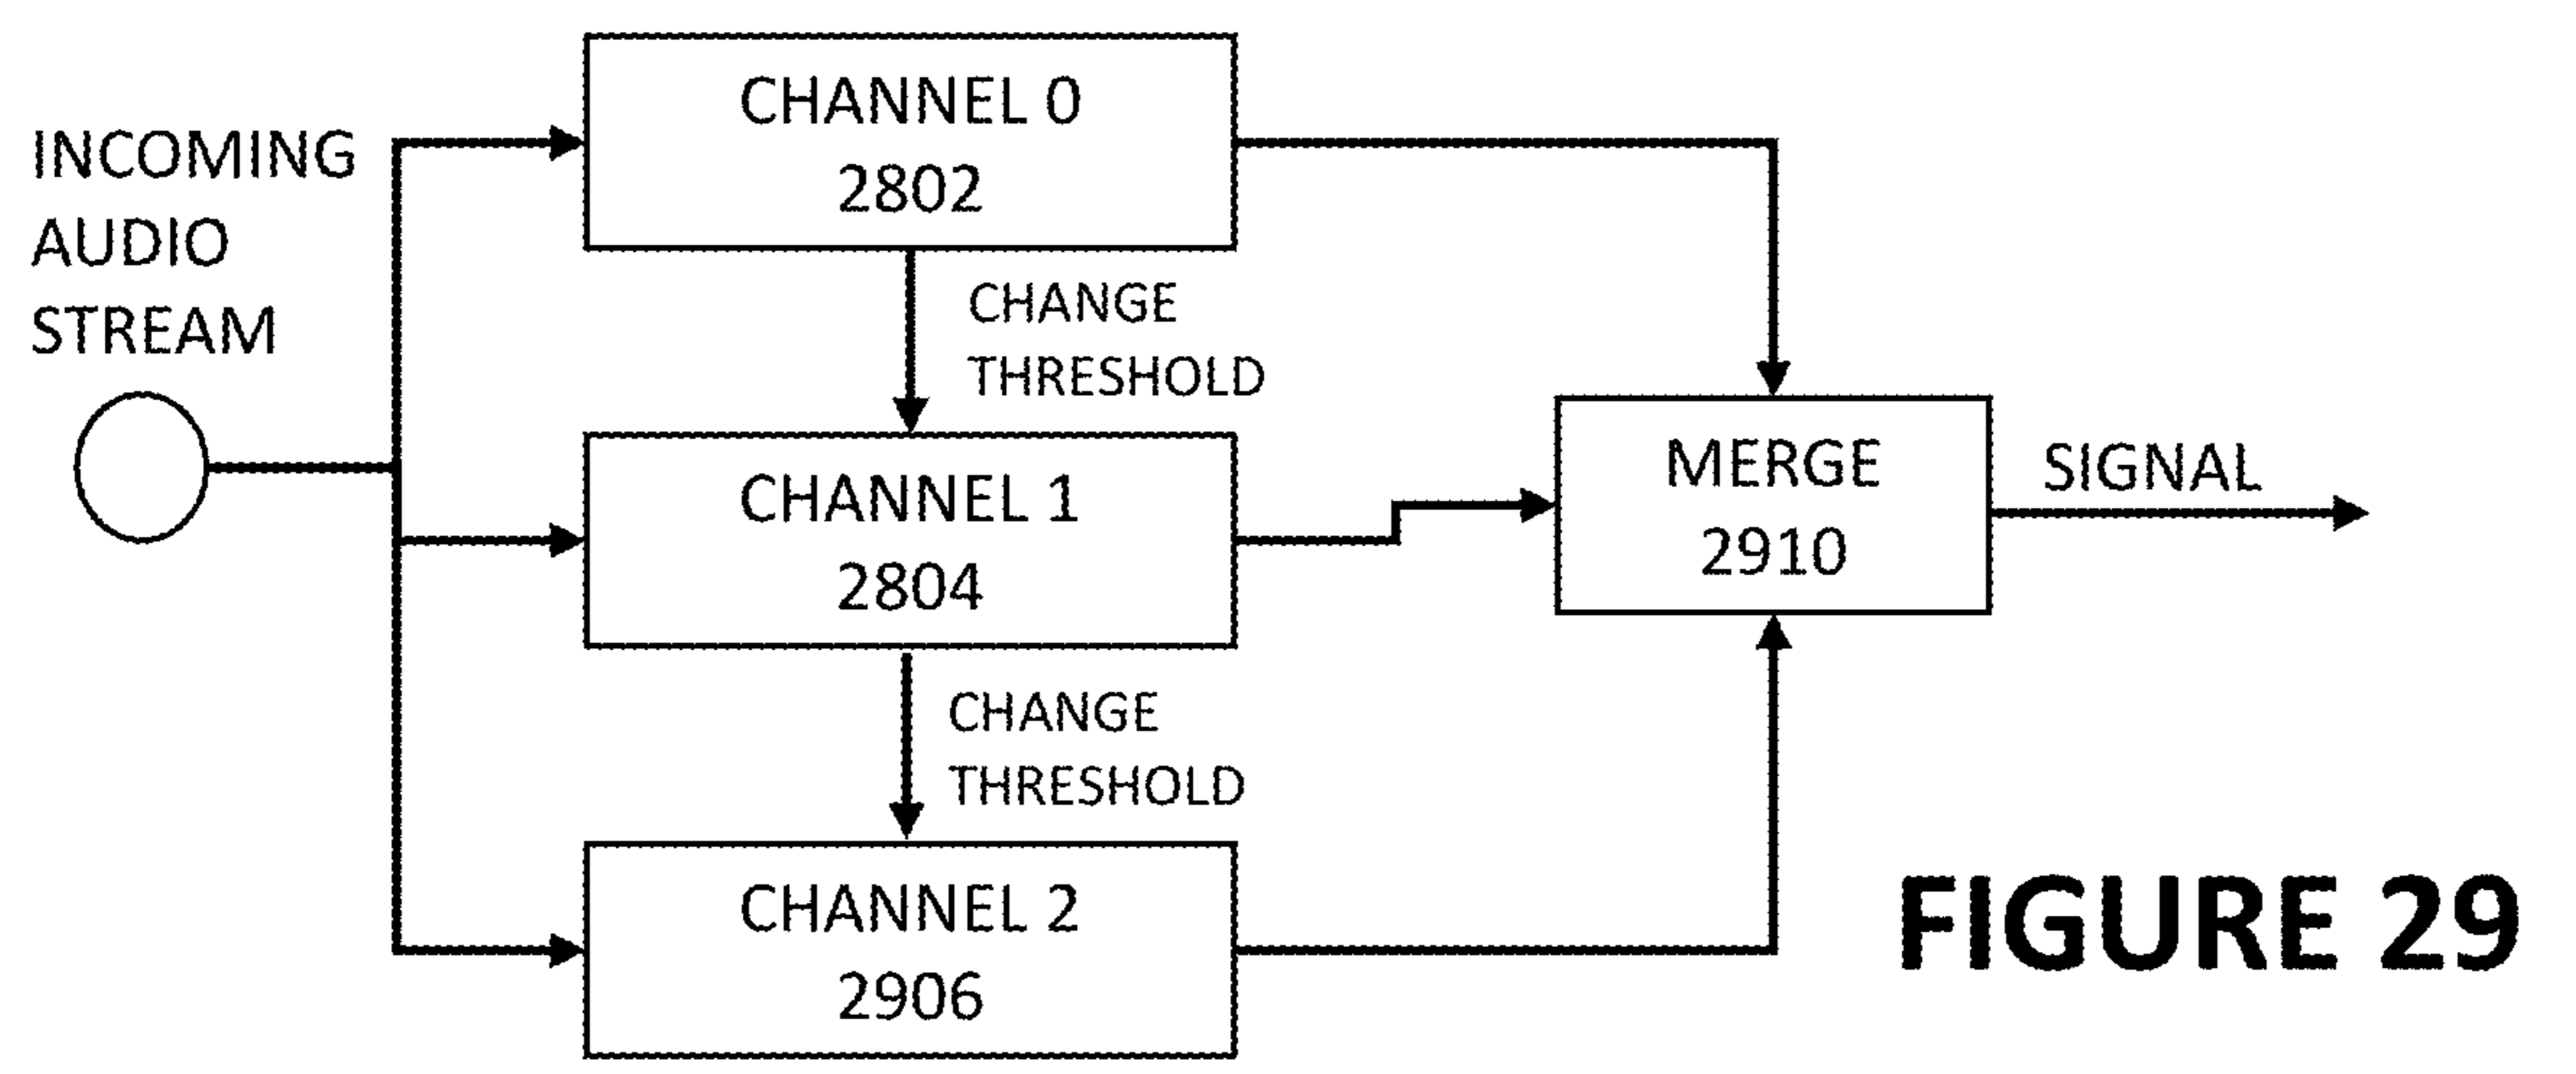 INCOMING
AUDIO
STREAM
CHANNEL 0
2802
CHANGE
THRESHOLD
CHANNEL 1
2804
CHANGE
THRESHOLD
CHANNEL 2
2906
MERGE
2910
SIGNAL
FIGURE 29